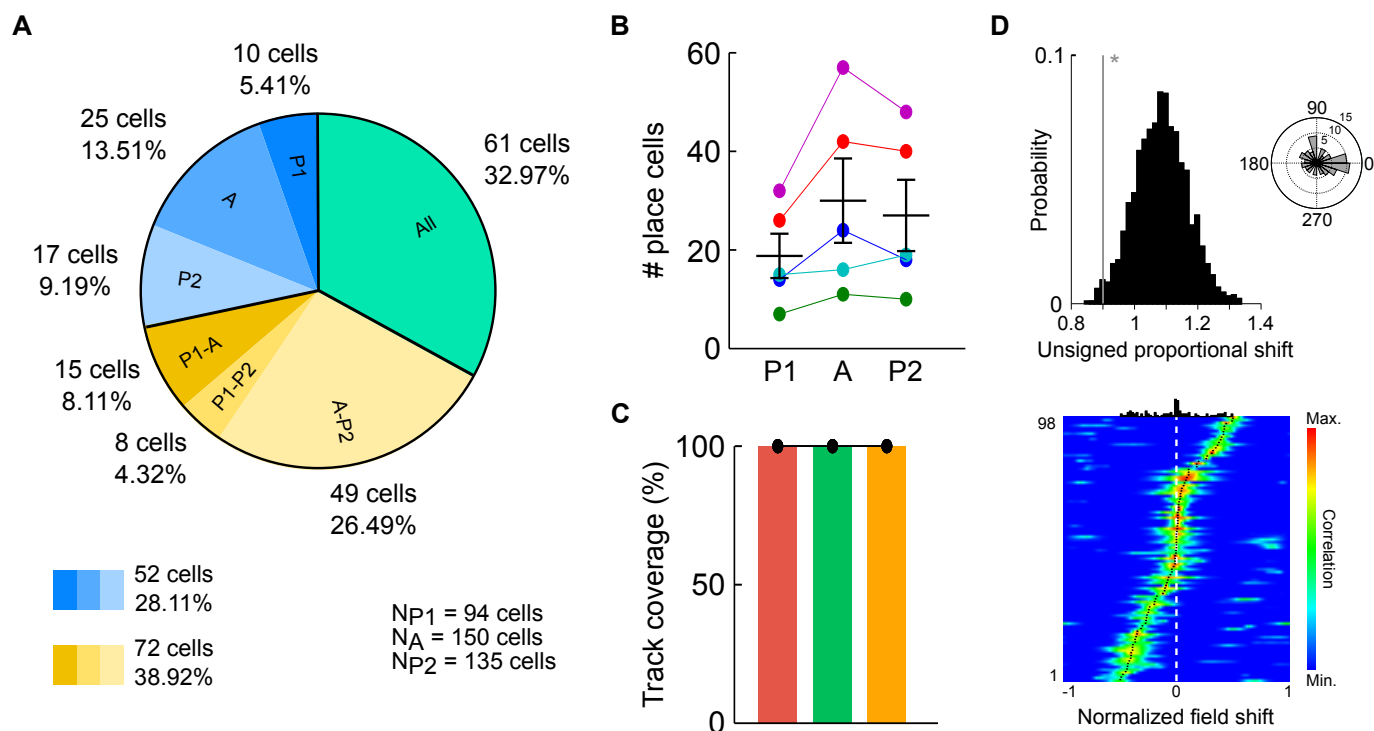 A
10 cells
5.41%
25 cells
13.51%
61 cells
32.97%
17 cells
9.19%
15 cells
8.11%
8 cells
4.32%
49 cells
26.49%
P1
A
P2
P1-A
P1-P2
A-P2
All
52 cells
28.11%
72 cells
38.92%
NP1 = 94 cells
NA = 150 cells
NP2 = 135 cells
B
# place cells
60
40
20
0
P1 A P2
C
Track coverage (%)
100
50
0
D
Probability
0.1
0
*
0.8 1 1.2 1.4
Unsigned proportional shift
90
15
10
5
180
0
270
98
1
-1 0 1
Normalized field shift
Max.
Correlation
Min.